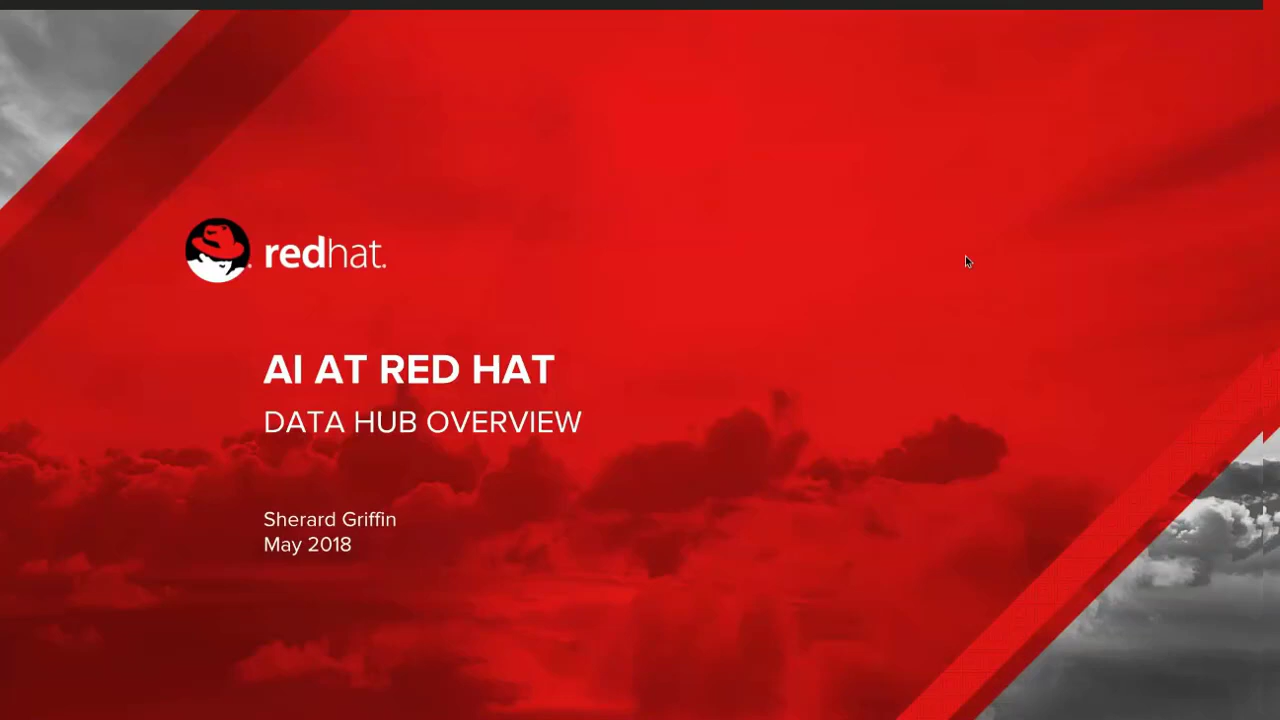 redhat.
AI AT RED HAT
DATA HUB OVERVIEW
Sherard Griffin
May 2018